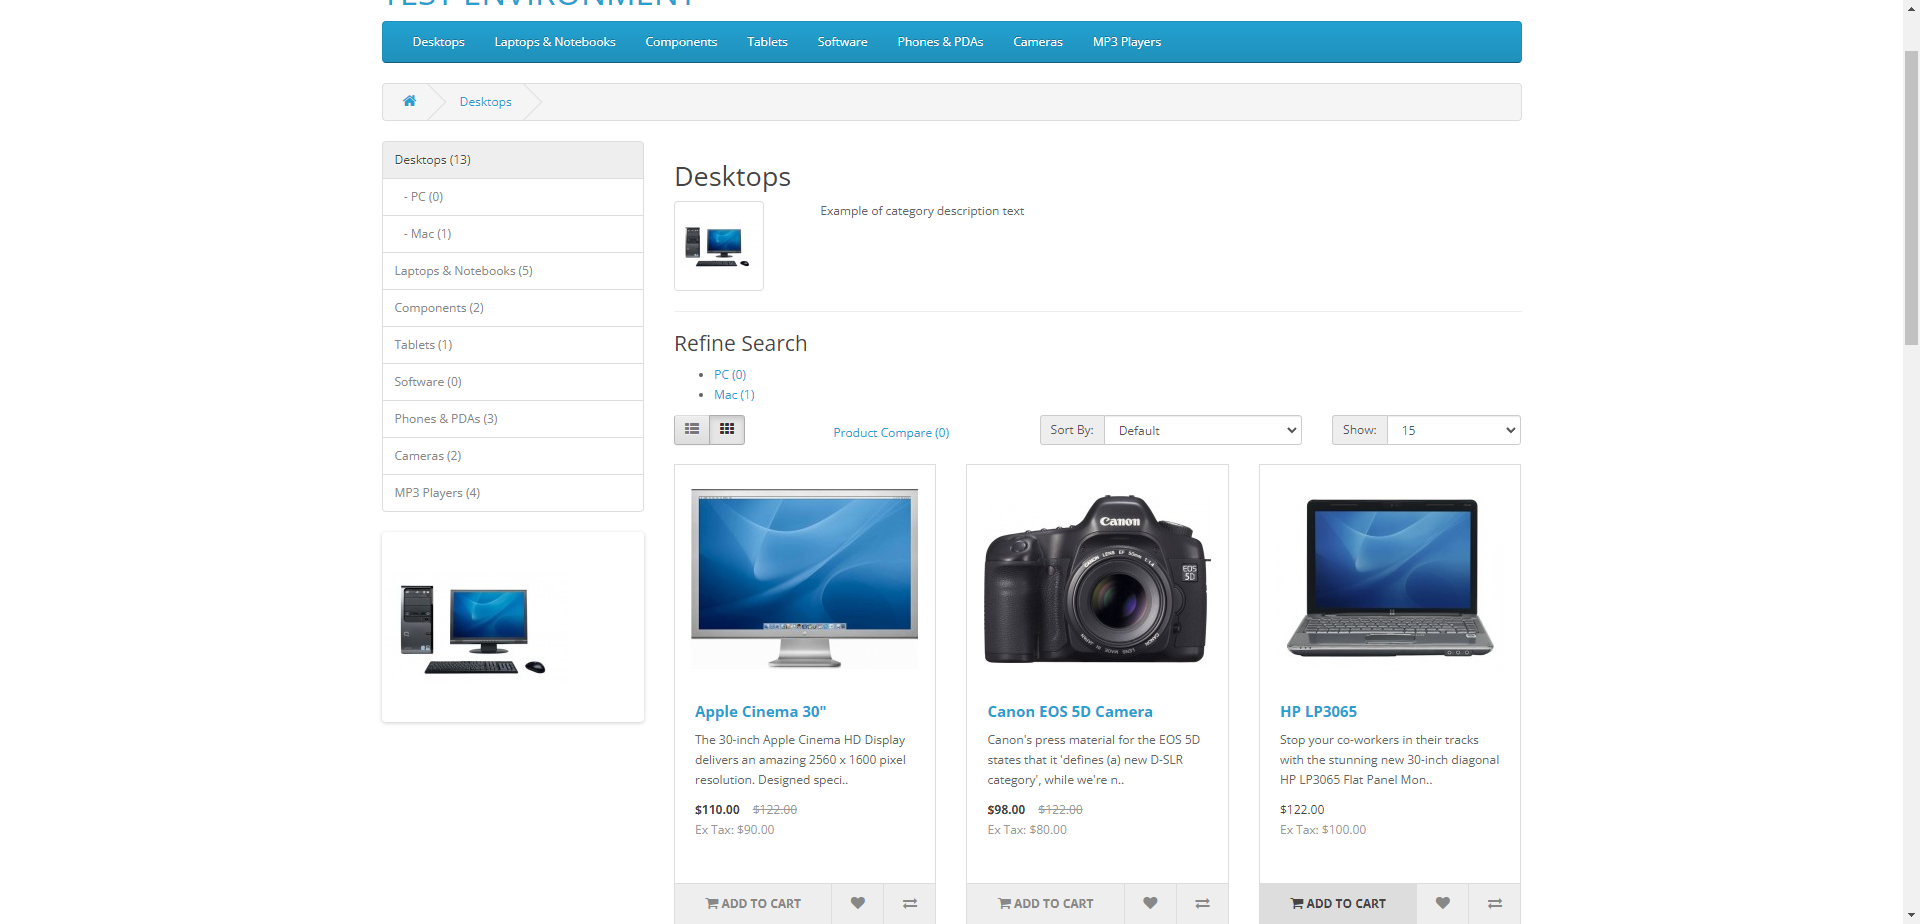 TEST ENVIRONMENT
Desktops Laptops & Notebooks Components Tablets Software Phones & PDAs Cameras MP3 Players
Desktops
Desktops (13)
- PC (0)
- Mac (1)
Laptops & Notebooks (5)
Components (2)
Tablets (1)
Software (0)
Phones & PDAs (3)
Cameras (2)
MP3 Players (4)
Desktops
Example of category description text
Refine Search
PC (0)
Mac (1)
Product Compare (0)
Sort By: Default
Show: 15
Canon
EOS
5D
Apple Cinema 30"
The 30-inch Apple Cinema HD Display
delivers an amazing 2560 x 1600 pixel
resolution. Designed speci..
$110.00 $122.00
Ex Tax: $90.00
ADD TO CART
Canon EOS 5D Camera
Canon's press material for the EOS 5D
states that it 'defines (a) new D-SLR
category', while we're n..
$98.00 $122.00
Ex Tax: $80.00
ADD TO CART
HP LP3065
Stop your co-workers in their tracks
with the stunning new 30-inch diagonal
HP LP3065 Flat Panel Mon..
$122.00
Ex Tax: $100.00
ADD TO CART